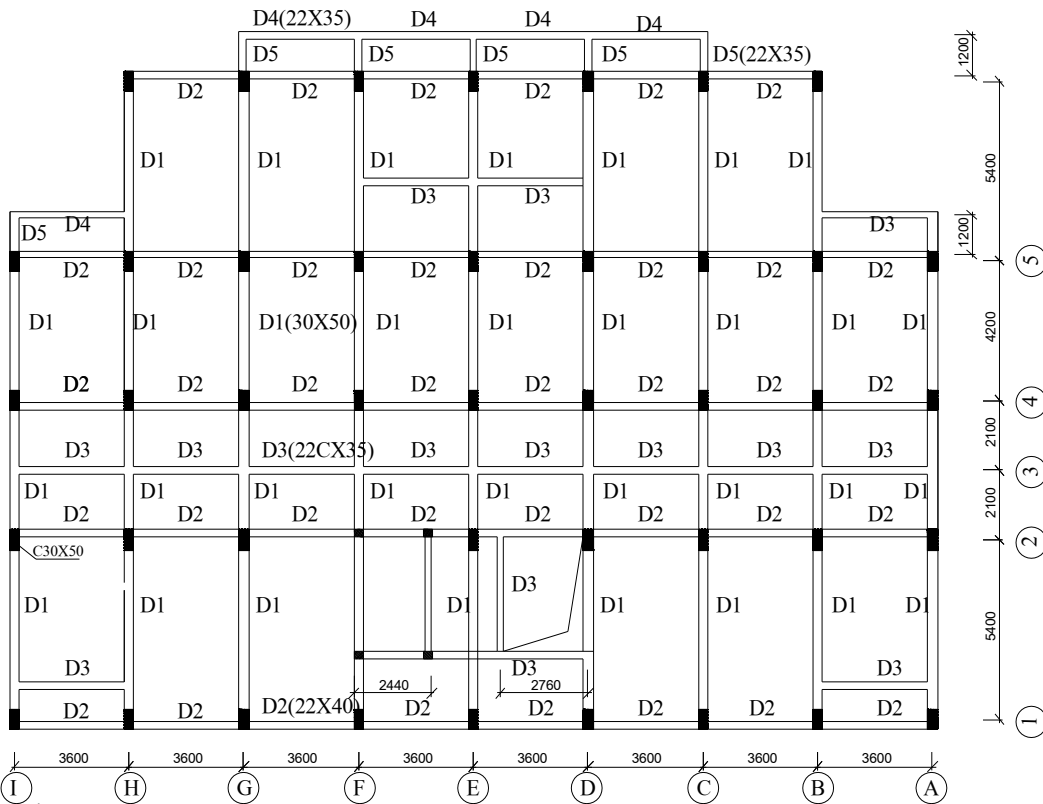 D4(22X35) D4 D4 D4
D5 D5 D5 D5 D5(22X35) 1200
D2 D2 D2 D2 D2 D2
D1 D1 D1 D1 D1 D1 D1 5400
D3 D3
D5 D4 D3 1200
D2 D2 D2 D2 D2 D2 D2 D2 5
D1 D1 D1(30X50) D1 D1 D1 D1 D1 D1 4200
D2 D2 D2 D2 D2 D2 D2 D2 4
D3 D3 D3(22CX35) D3 D3 D3 D3 D3 2100
3
D1 D1 D1 D1 D1 D1 D1 D1 D1 2100
D2 D2 D2 D2 D2 D2 D2 D2 2
C30X50
D3
D1 D1 D1 D1 D1 D1 D1 D1 5400
D3 D3 D3
2440 2760
D2 D2 D2(22X40) D2 D2 D2 D2 D2 1
3600 3600 3600 3600 3600 3600 3600 3600
I H G F E D C B A